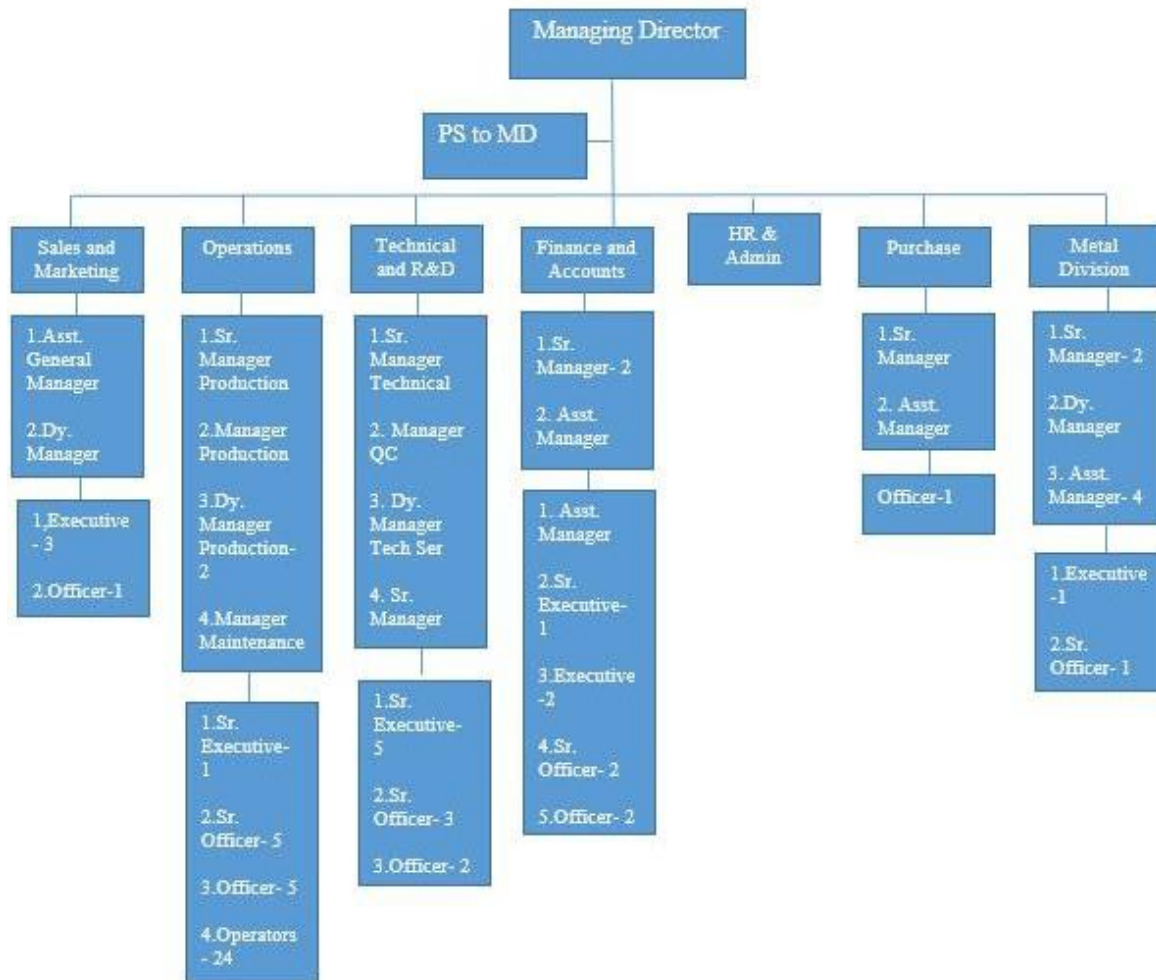 Managing Director
PS to MD
Sales and
Marketing
Operations
Technical
and R&D
Finance and
Accounts
HR &
Admin
Purchase
Metal
Division
1.Asst.
General
Manager
2.Dy.
Manager
1,Executive
- 3
2.Officer-1
1.Sr.
Manager
Production
2.Manager
Production
3.Dy.
Manager
Production-
2
4.Manager
Maintenance
1.Sr.
Executive-
1
2.Sr.
Officer- 5
3.Officer- 5
4.Operators
- 24
1.Sr.
Manager
Technical
2. Manager
QC
3. Dy.
Manager
Tech Ser
4. Sr.
Manager
1.Sr.
Executive-
5
2.Sr.
Officer- 3
3.Officer- 2
1.Sr.
Manager- 2
2. Asst.
Manager
1. Asst.
Manager
2.Sr.
Executive-
1
3.Executive
-2
4.Sr.
Officer- 2
5.Officer- 2
1.Sr.
Manager
2. Asst.
Manager
Officer-1
1.Sr.
Manager- 2
2.Dy.
Manager
3. Asst.
Manager- 4
1.Executive
-1
2.Sr.
Officer- 1